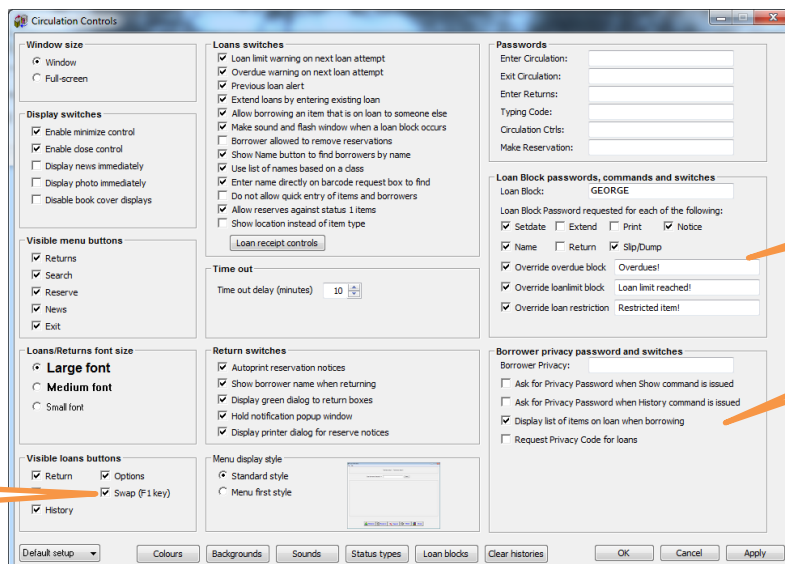 Circulation Controls
Window size
Window
Full-screen
Display switches
Enable minimize control
Enable close control
Display news immediately
Display photo immediately
Disable book cover displays
Visible menu buttons
Returns
Search
Reserve
News
Exit
Loans/Returns font size
Large font
Medium font
Small font
Visible loans buttons
Return
Options
Swap (F1 key)
History
Loans switches
Loan limit warning on next loan attempt
Overdue warning on next loan attempt
Previous loan alert
Extend loans by entering existing loan
Allow borrowing an item that is on loan to someone else
Make sound and flash window when a loan block occurs
Borrower allowed to remove reservations
Show Name button to find borrowers by name
Use list of names based on a class
Enter name directly on barcode request box to find
Do not allow quick entry of items and borrowers
Allow reserves against status 1 items
Show location instead of item type
Loan receipt controls
Time out
Time out delay (minutes) 10
Return switches
Autoprint reservation notices
Show borrower name when returning
Display green dialog to return boxes
Hold notification popup window
Display printer dialog for reserve notices
Menu display style
Standard style
Menu first style
Passwords
Enter Circulation:
Exit Circulation:
Enter Returns:
Typing Code:
Circulation Ctrls:
Make Reservation:
Loan Block passwords, commands and switches
Loan Block: GEORGE
Loan Block Password requested for each of the following:
Setdate Extend Print Notice
Name Return Slip/Dump
Override overdue block Overdues!
Override loanlimit block Loan limit reached!
Override loan restriction Restricted item!
Borrower privacy password and switches
Borrower Privacy:
Ask for Privacy Password when Show command is issued
Ask for Privacy Password when History command is issued
Display list of items on loan when borrowing
Request Privacy Code for loans
Default setup Colours Backgrounds Sounds Status types Loan blocks Clear histories OK Cancel Apply